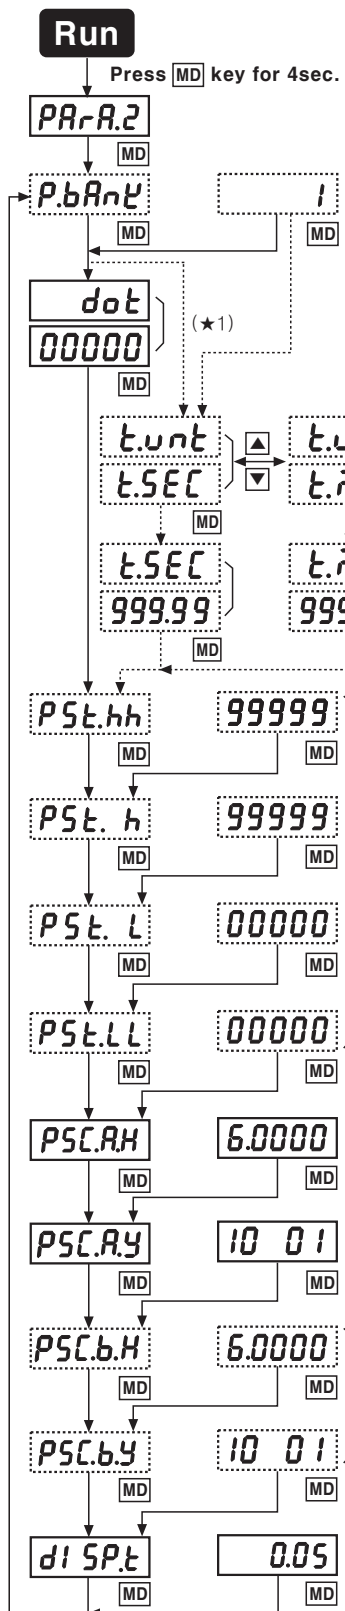 Run
Press MD key for 4sec.
PArA.2
MD
P.bAnK 1
MD MD
dot
00000
(★1)
MD
t.unt ▲ t.u
t.SEC ▼
MD
t.SEC
999.99 999
MD
PSt.hh 99999
MD MD
PSt. h 99999
MD MD
PSt. L 00000
MD MD
PSt.LL 00000
MD MD
PSC.A.X 6.0000
MD MD
PSC.A.y 10 01
MD MD
PSC.b.X 6.0000
MD MD
PSC.b.y 10 01
MD MD
dISP.t 0.05
MD MD